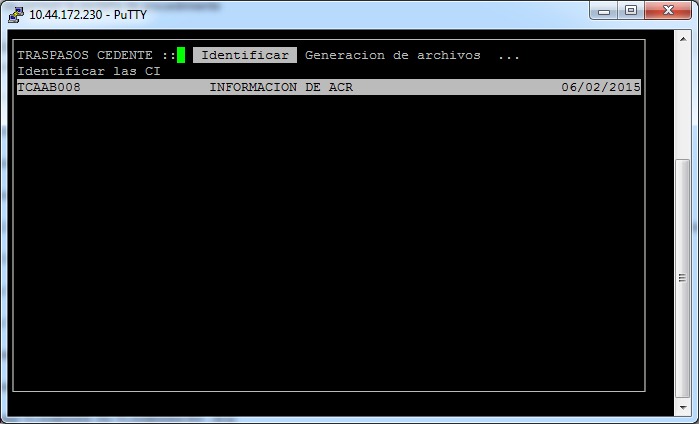 10.44.172.230 - PuTTY
TRASPASOS CEDENTE :: Identificar Generacion de archivos ...
Identificar las CI
TCAAB008 INFORMACION DE ACR 06/02/2015